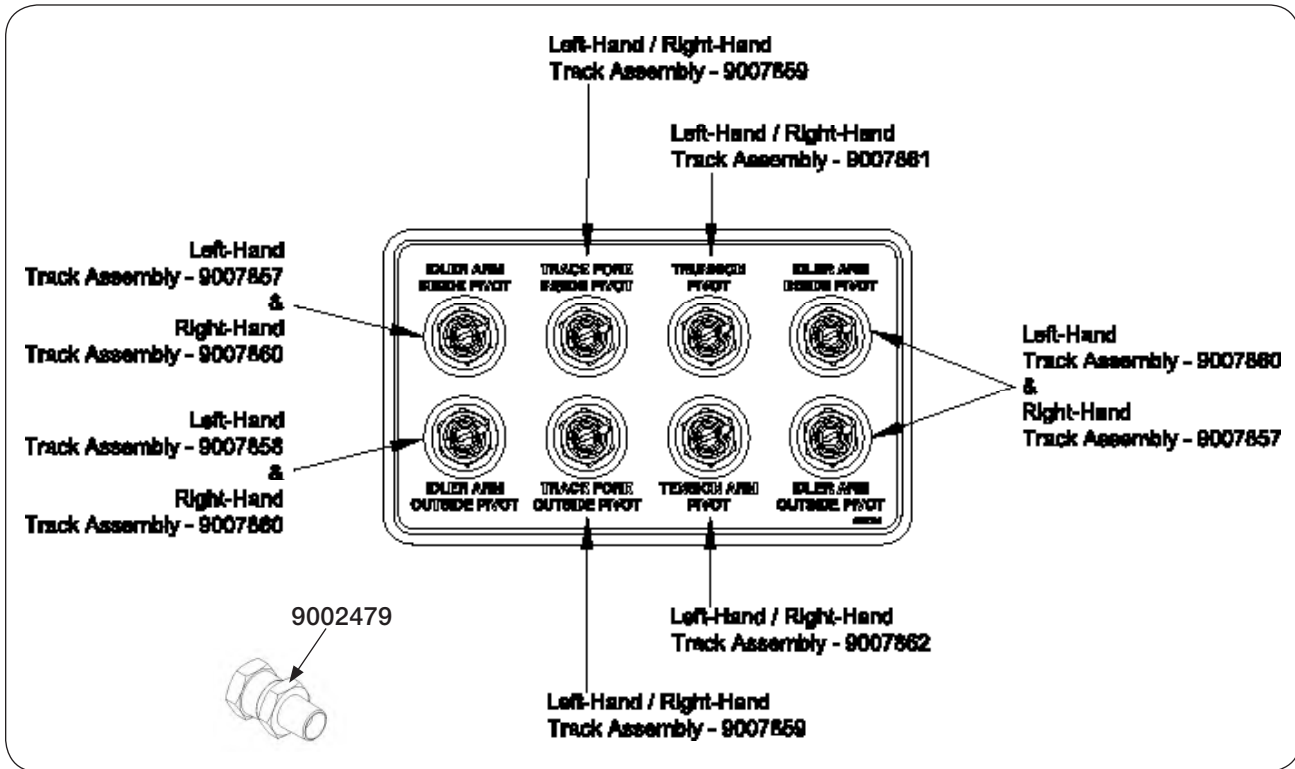 Left-Hand / Right-Hand
Track Assembly - 9007859
Left-Hand / Right-Hand
Track Assembly - 9007861
Left-Hand
Track Assembly - 9007857
&
Right-Hand
Track Assembly - 9007860
Left-Hand
Track Assembly - 9007858
&
Right-Hand
Track Assembly - 9007860
IDLER ARM
INSIDE PIVOT
TRACK FORK
INSIDE PIVOT
TRUNNION
PIVOT
IDLER ARM
INSIDE PIVOT
IDLER ARM
OUTSIDE PIVOT
TRACK FORK
OUTSIDE PIVOT
TENSION ARM
PIVOT
IDLER ARM
OUTSIDE PIVOT
Left-Hand
Track Assembly - 9007860
&
Right-Hand
Track Assembly - 9007857
Left-Hand / Right-Hand
Track Assembly - 9007862
Left-Hand / Right-Hand
Track Assembly - 9007859
9002479